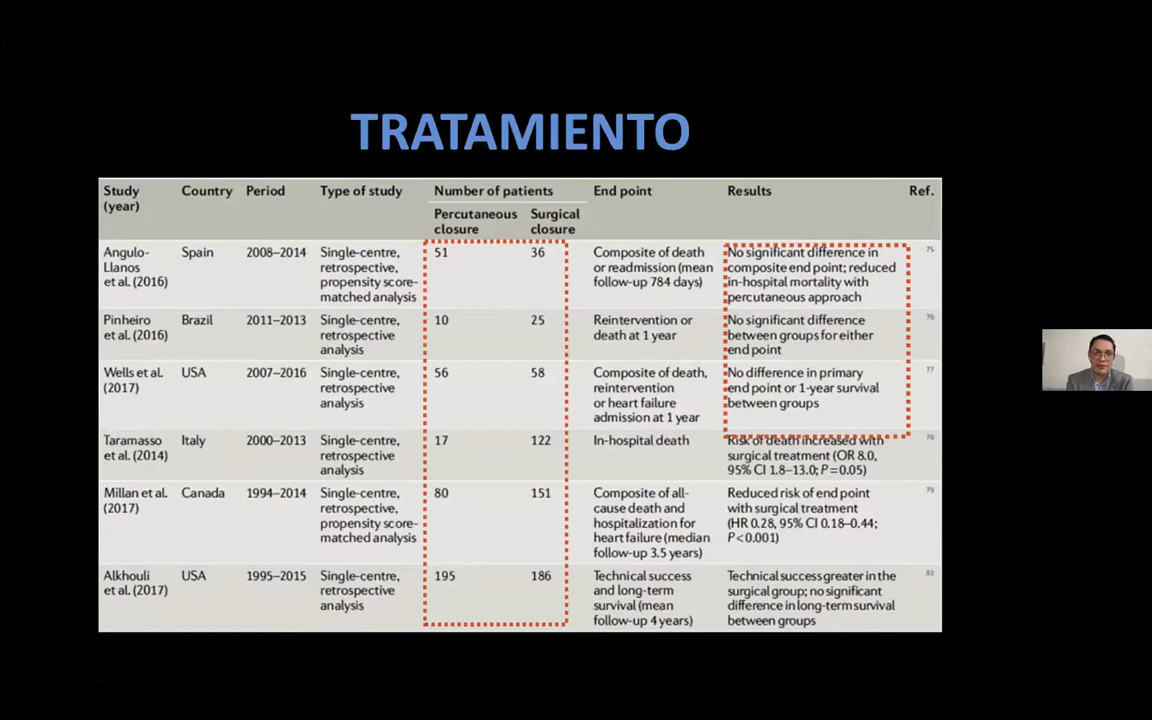 TRATAMIENTO
Study (year) Country Period Type of study Number of patients End point Results Ref.
Percutaneous closure Surgical closure
Angulo-Llanos et al. (2016) Spain 2008–2014 Single-centre, retrospective, propensity score-matched analysis 51 36 Composite of death or readmission (mean follow-up 784 days) No significant difference in composite end point; reduced in-hospital mortality with percutaneous approach 75
Pinheiro et al. (2016) Brazil 2011–2013 Single-centre, retrospective analysis 10 25 Reintervention or death at 1 year No significant difference between groups for either end point 76
Wells et al. (2017) USA 2007–2016 Single-centre, retrospective analysis 56 58 Composite of death, reintervention or heart failure admission at 1 year No difference in primary end point or 1-year survival between groups 77
Taramasso et al. (2014) Italy 2000–2013 Single-centre, retrospective analysis 17 122 In-hospital death Risk of death increased with surgical treatment (OR 8.0, 95% CI 1.8–13.0; P=0.05) 78
Millan et al. (2017) Canada 1994–2014 Single-centre, retrospective, propensity score-matched analysis 80 151 Composite of all-cause death and hospitalization for heart failure (median follow-up 3.5 years) Reduced risk of end point with surgical treatment (HR 0.28, 95% CI 0.18–0.44; P<0.001) 79
Alkhouli et al. (2017) USA 1995–2015 Single-centre, retrospective analysis 195 186 Technical success and long-term survival (mean follow-up 4 years) Technical success greater in the surgical group; no significant difference in long-term survival between groups 81